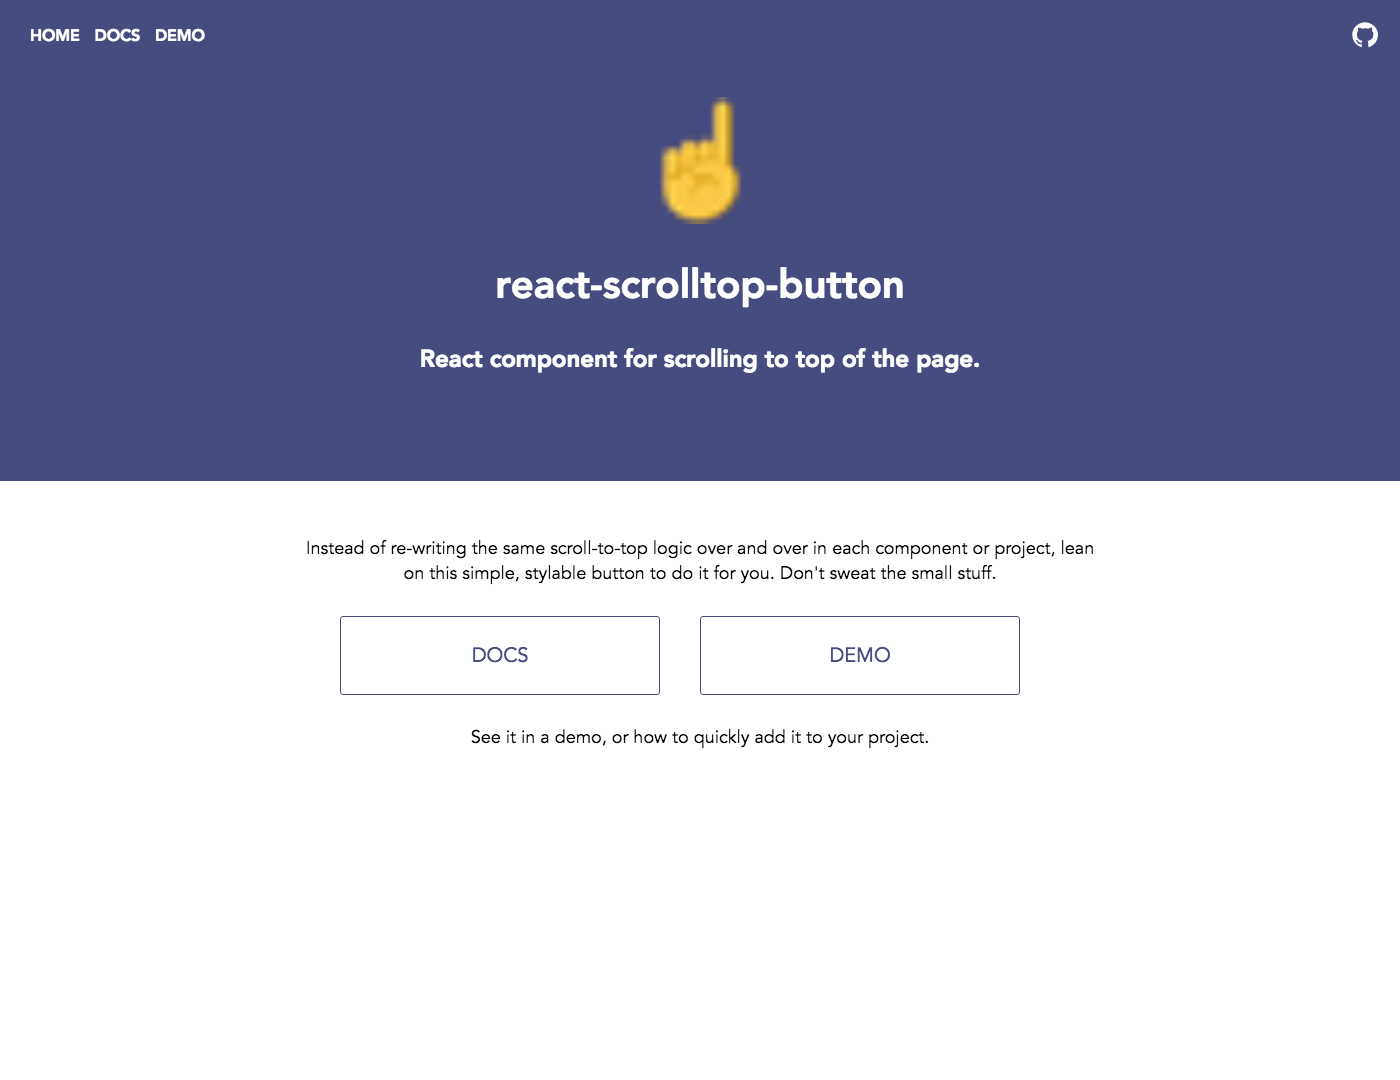 HOME DOCS DEMO
react-scrolltop-button
React component for scrolling to top of the page.
Instead of re-writing the same scroll-to-top logic over and over in each component or project, lean
on this simple, stylable button to do it for you. Don't sweat the small stuff.
DOCS
DEMO
See it in a demo, or how to quickly add it to your project.